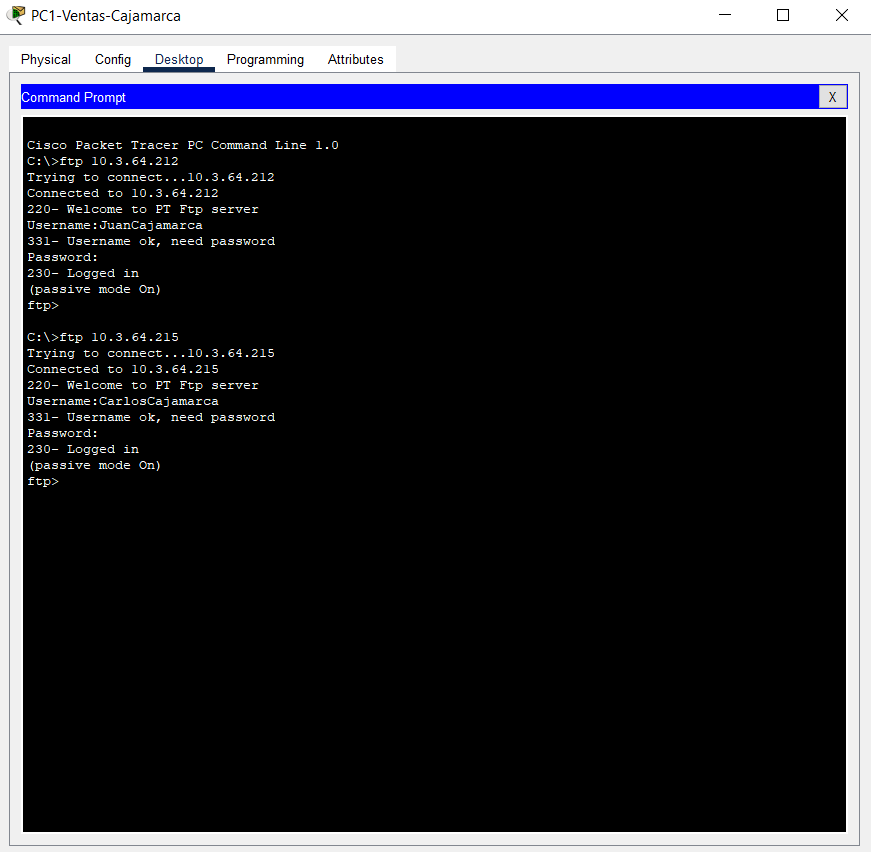 PC1-Ventas-Cajamarca
Physical Config Desktop Programming Attributes
Command Prompt X
Cisco Packet Tracer PC Command Line 1.0
C:\>ftp 10.3.64.212
Trying to connect...10.3.64.212
Connected to 10.3.64.212
220- Welcome to PT Ftp server
Username:JuanCajamarca
331- Username ok, need password
Password:
230- Logged in
(passive mode On)
ftp>
C:\>ftp 10.3.64.215
Trying to connect...10.3.64.215
Connected to 10.3.64.215
220- Welcome to PT Ftp server
Username:CarlosCajamarca
331- Username ok, need password
Password:
230- Logged in
(passive mode On)
ftp>